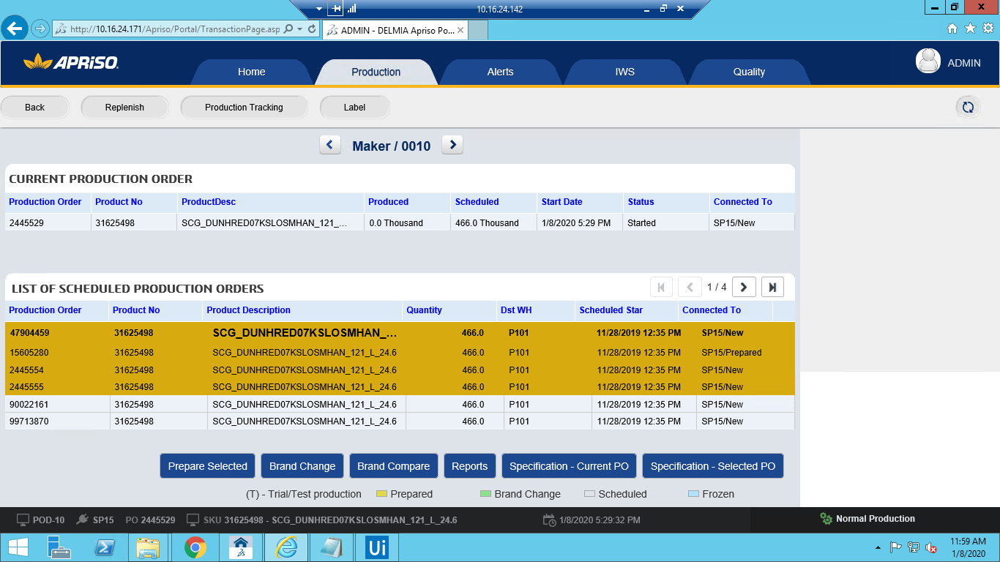 10.16.24.142
http://10.16.24.171/Apriso/Portal/TransactionPage.asp
ADMIN - DELMIA Apriso Po...
APRISO
Home Production Alerts IWS Quality
ADMIN
Back Replenish Production Tracking Label
Maker / 0010
CURRENT PRODUCTION ORDER
Production Order Product No ProductDesc Produced Scheduled Start Date Status Connected To
2445529 31625498 SCG_DUNHRED07KSLOSMHAN_121_... 0.0 Thousand 466.0 Thousand 1/8/2020 5:29 PM Started SP15/New
LIST OF SCHEDULED PRODUCTION ORDERS 1 / 4
Production Order Product No Product Description Quantity Dst WH Scheduled Star Connected To
47904459 31625498 SCG_DUNHRED07KSLOSMHAN_... 466.0 P101 11/28/2019 12:35 PM SP15/New
15605280 31625498 SCG_DUNHRED07KSLOSMHAN_121_L_24.6 466.0 P101 11/28/2019 12:35 PM SP15/Prepared
2445554 31625498 SCG_DUNHRED07KSLOSMHAN_121_L_24.6 466.0 P101 11/28/2019 12:35 PM SP15/New
2445555 31625498 SCG_DUNHRED07KSLOSMHAN_121_L_24.6 466.0 P101 11/28/2019 12:35 PM SP15/New
90022161 31625498 SCG_DUNHRED07KSLOSMHAN_121_L_24.6 466.0 P101 11/28/2019 12:35 PM SP15/New
99713870 31625498 SCG_DUNHRED07KSLOSMHAN_121_L_24.6 466.0 P101 11/28/2019 12:35 PM SP15/New
Prepare Selected Brand Change Brand Compare Reports Specification - Current PO Specification - Selected PO
(T) - Trial/Test production Prepared Brand Change Scheduled Frozen
POD-10 SP15 PO 2445529 SKU 31625498 - SCG_DUNHRED07KSLOSMHAN_121_L_24.6 1/8/2020 5:29:32 PM Normal Production
Ui
11:59 AM
1/8/2020